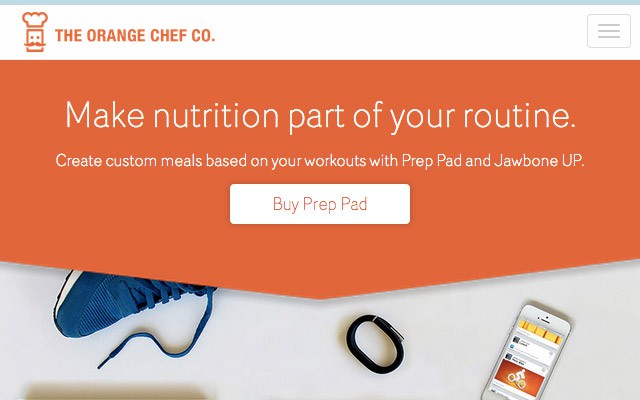 THE ORANGE CHEF CO.
Make nutrition part of your routine.
Create custom meals based on your workouts with Prep Pad and Jawbone UP.
Buy Prep Pad